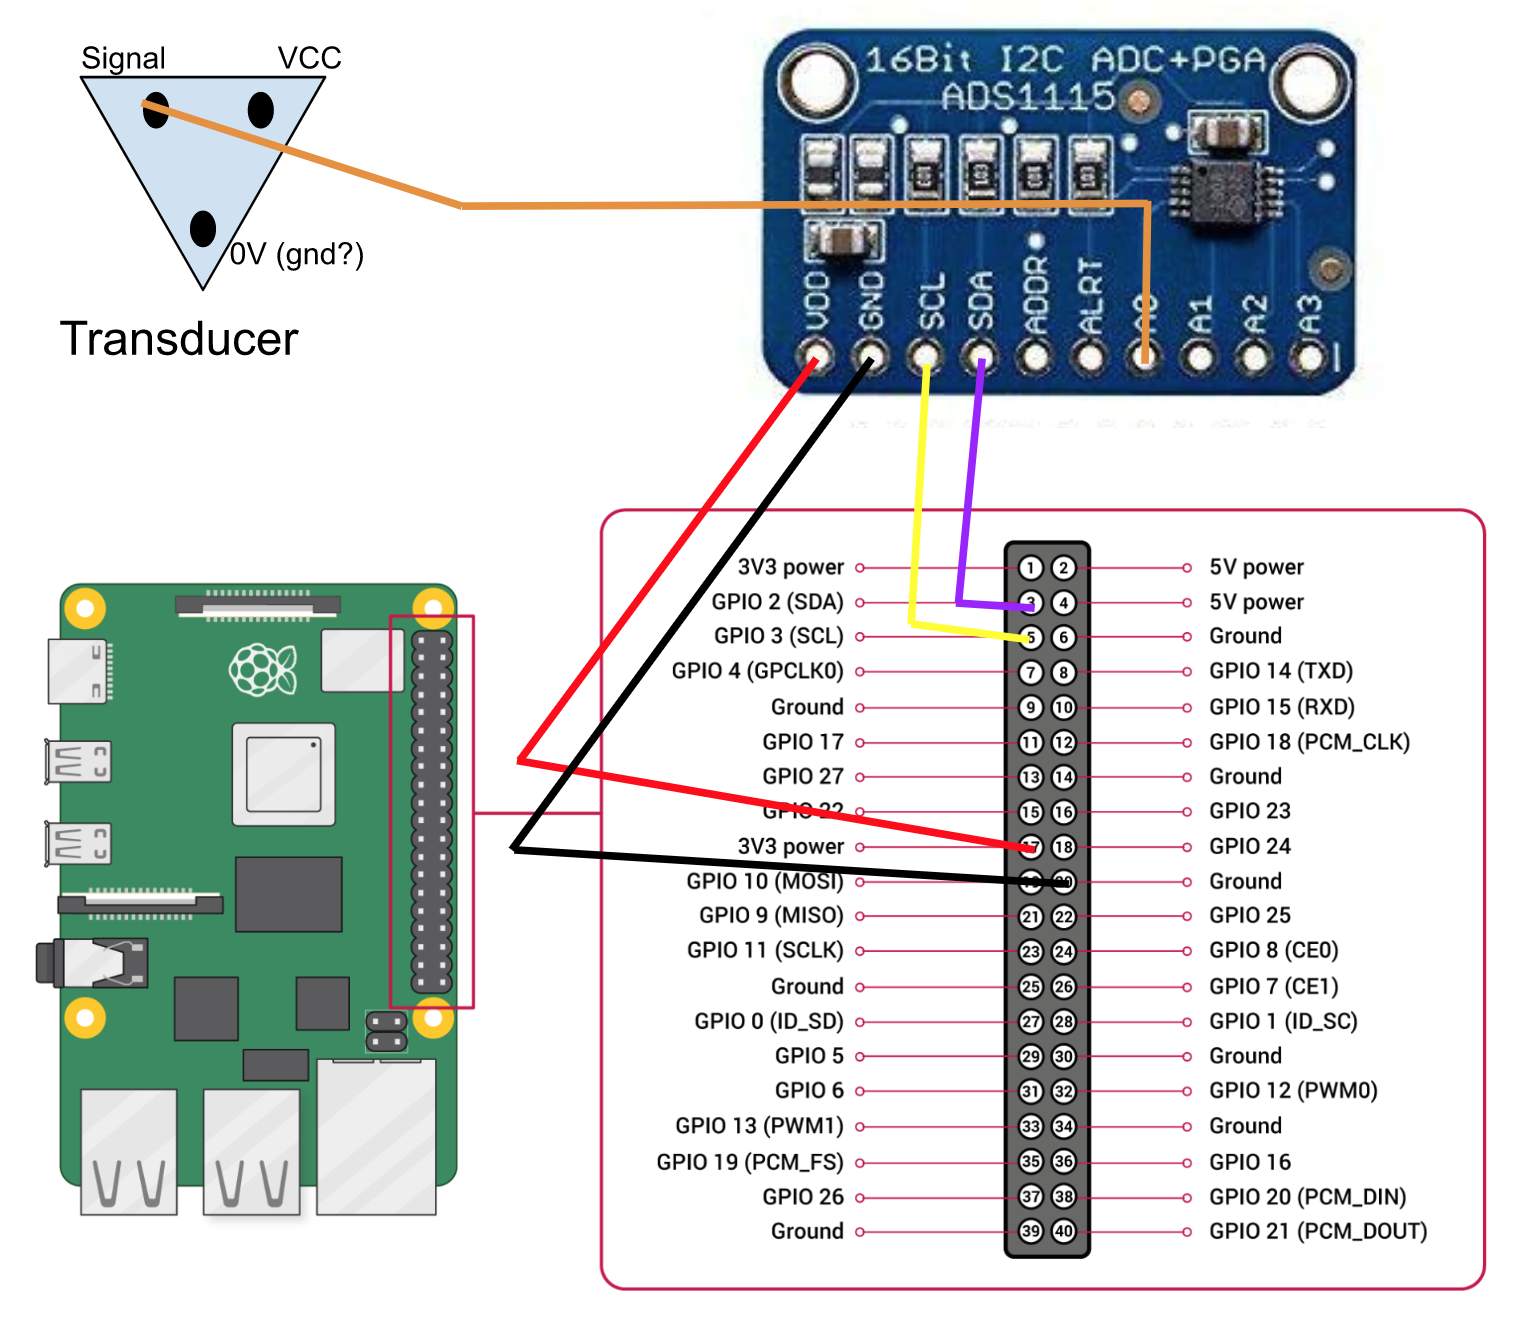 Signal VCC
0V (gnd?)
Transducer
16Bit I2C ADC+PGA
ADS1115
VDD GND SCL SDA ADDR ALRT A0 A1 A2 A3
3V3 power 1 2 5V power
GPIO 2 (SDA) 3 4 5V power
GPIO 3 (SCL) 5 6 Ground
GPIO 4 (GPCLK0) 7 8 GPIO 14 (TXD)
Ground 9 10 GPIO 15 (RXD)
GPIO 17 11 12 GPIO 18 (PCM_CLK)
GPIO 27 13 14 Ground
GPIO 22 15 16 GPIO 23
3V3 power 17 18 GPIO 24
GPIO 10 (MOSI) 19 20 Ground
GPIO 9 (MISO) 21 22 GPIO 25
GPIO 11 (SCLK) 23 24 GPIO 8 (CE0)
Ground 25 26 GPIO 7 (CE1)
GPIO 0 (ID_SD) 27 28 GPIO 1 (ID_SC)
GPIO 5 29 30 Ground
GPIO 6 31 32 GPIO 12 (PWM0)
GPIO 13 (PWM1) 33 34 Ground
GPIO 19 (PCM_FS) 35 36 GPIO 16
GPIO 26 37 38 GPIO 20 (PCM_DIN)
Ground 39 40 GPIO 21 (PCM_DOUT)